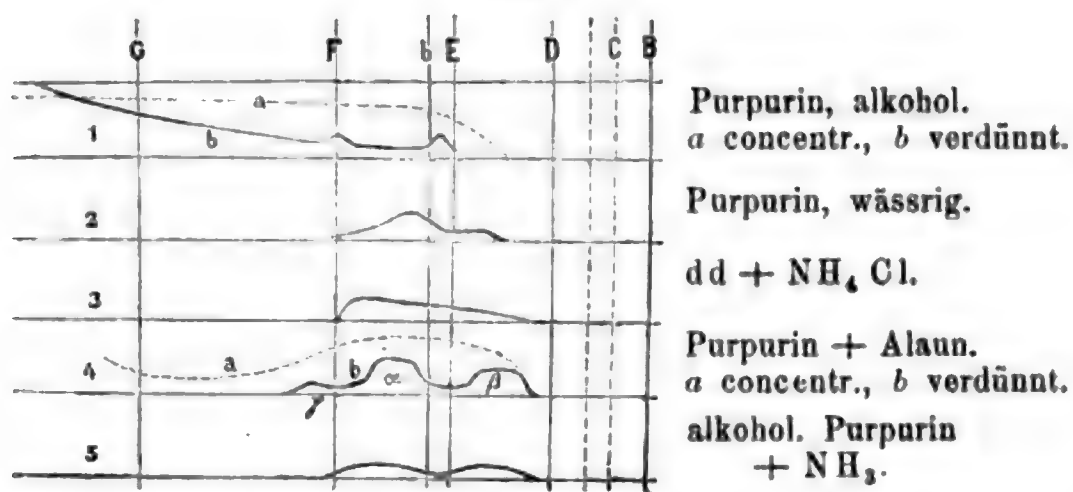 G F b E D C B
1 a b
Purpurin, alkohol.
a concentr., b verdünnt.
2
Purpurin, wässrig.
3
dd + NH₄ Cl.
4 a b α β γ
Purpurin + Alaun.
a concentr., b verdünnt.
5
alkohol. Purpurin
+ NH₃.